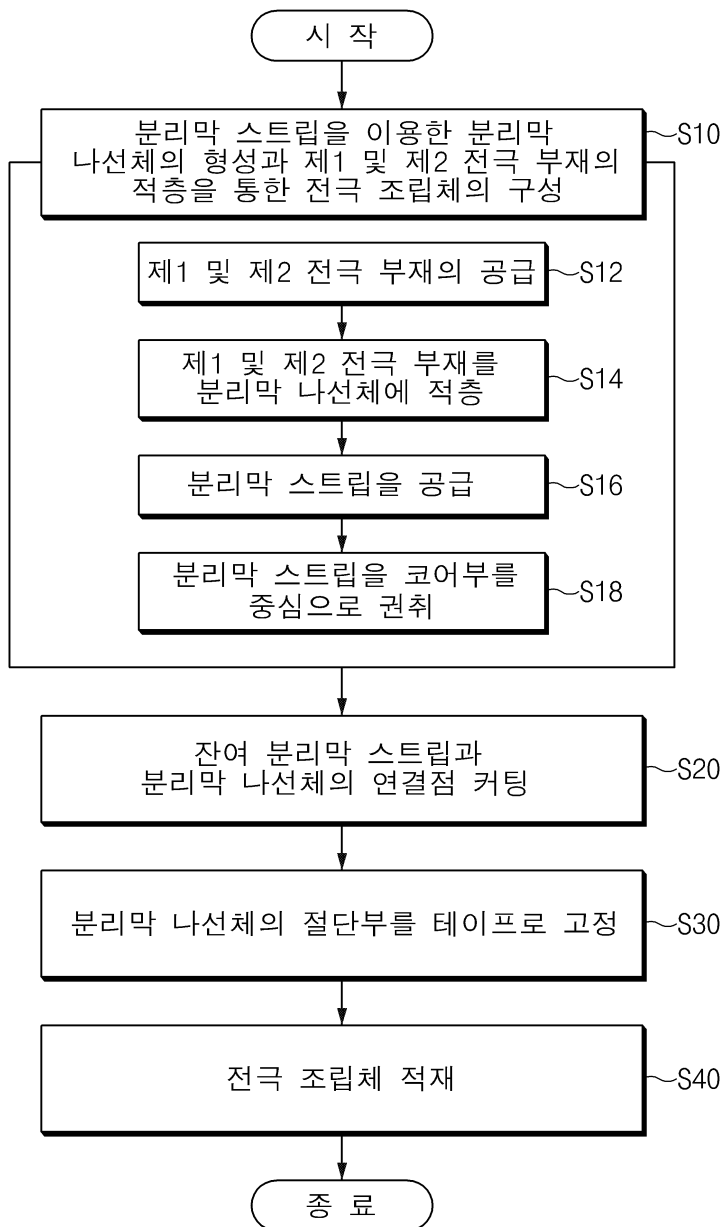 시 작
분리막 스트립을 이용한 분리막
나선체의 형성과 제1 및 제2 전극 부재의
적층을 통한 전극 조립체의 구성
S10
제1 및 제2 전극 부재의 공급
S12
제1 및 제2 전극 부재를
분리막 나선체에 적층
S14
분리막 스트립을 공급
S16
분리막 스트립을 코어부를
중심으로 권취
S18
잔여 분리막 스트립과
분리막 나선체의 연결점 커팅
S20
분리막 나선체의 절단부를 테이프로 고정
S30
전극 조립체 적재
S40
종 료